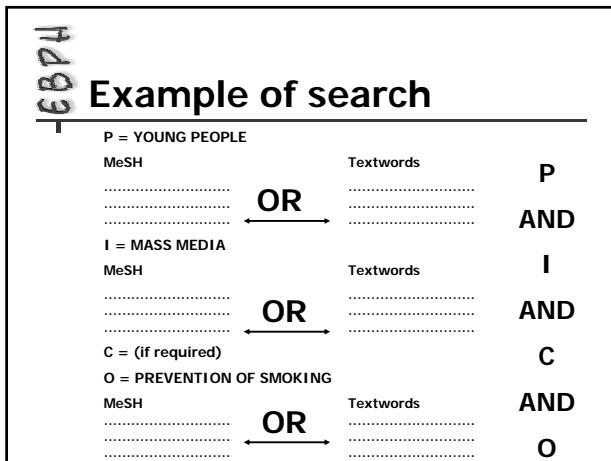 EBPH
Example of search
P = YOUNG PEOPLE
MeSH Textwords
............................ OR ............................
............................ ............................
............................ ............................
I = MASS MEDIA
MeSH Textwords
............................ OR ............................
............................ ............................
............................ ............................
C = (if required)
O = PREVENTION OF SMOKING
MeSH Textwords
............................ OR ............................
............................ ............................
............................ ............................
P
AND
I
AND
C
AND
O